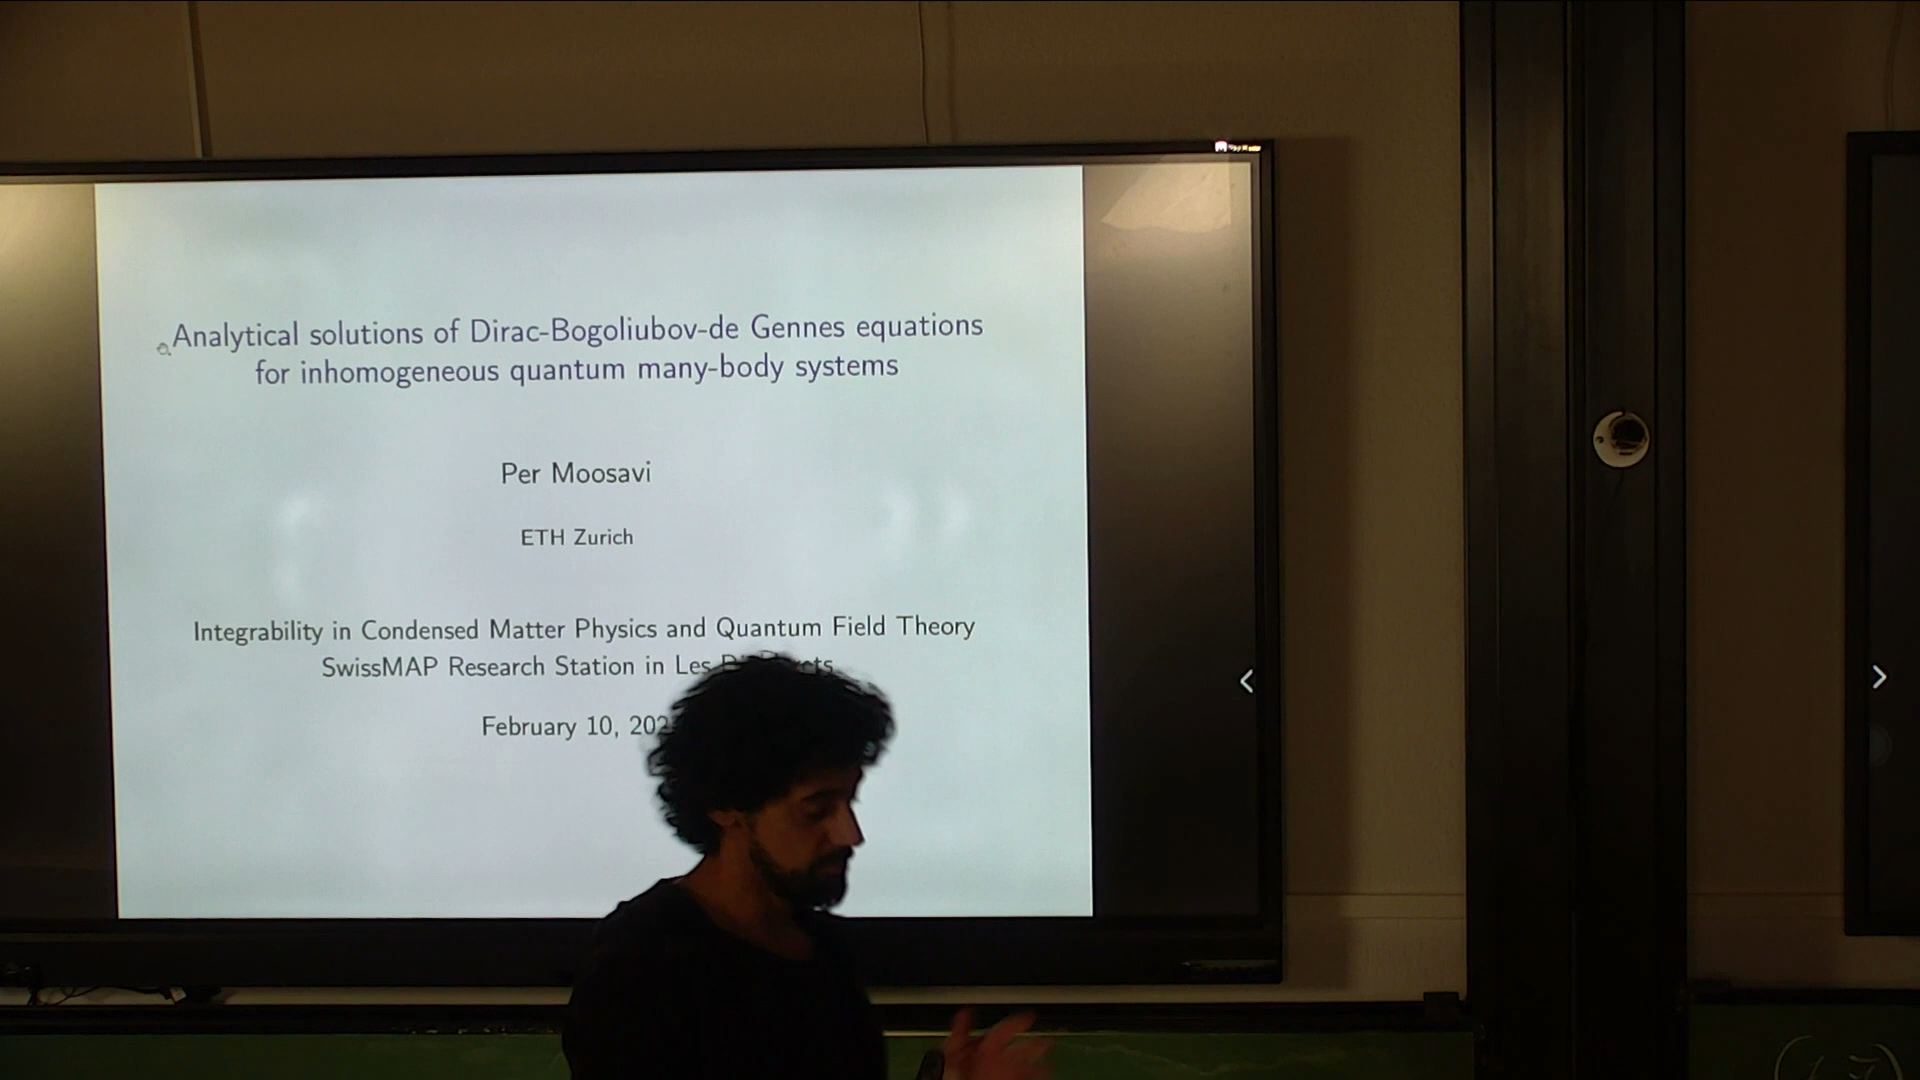 Analytical solutions of Dirac-Bogoliubov-de Gennes equations
for inhomogeneous quantum many-body systems
Per Moosavi
ETH Zurich
Integrability in Condensed Matter Physics and Quantum Field Theory
SwissMAP Research Station in Les
February 10,